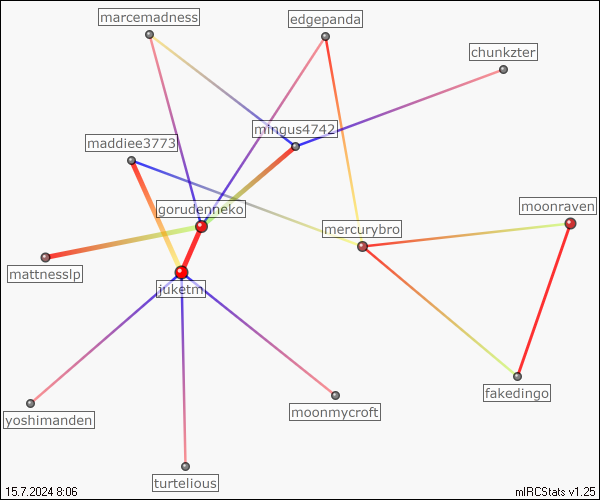 marcemadness
edgepanda
chunkzter
mingus4742
maddiee3773
gorudenneko
moonraven
mercurybro
mattnesslp
juketm
fakedingo
moonmycroft
yoshimanden
turtelious
15.7.2024 8:06
mIRCStats v1.25